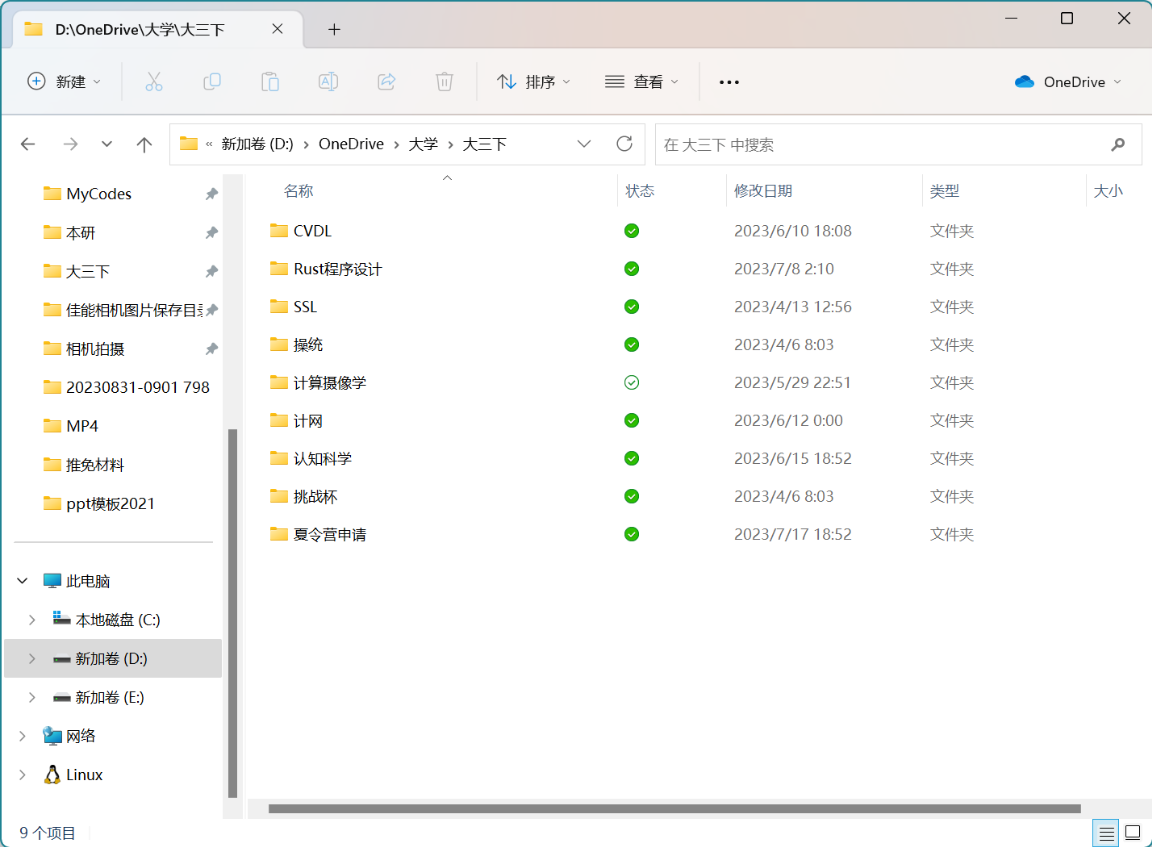 D:\OneDrive\大学\大三下
新建 排序 查看 ••• OneDrive
« 新加卷 (D:) › OneDrive › 大学 › 大三下 在 大三下 中搜索
MyCodes
本研
大三下
佳能相机图片保存目录
相机拍摄
20230831-0901 798
MP4
推免材料
ppt模板2021
此电脑
本地磁盘 (C:)
新加卷 (D:)
新加卷 (E:)
网络
Linux
名称 状态 修改日期 类型 大小
CVDL 2023/6/10 18:08 文件夹
Rust程序设计 2023/7/8 2:10 文件夹
SSL 2023/4/13 12:56 文件夹
操统 2023/4/6 8:03 文件夹
计算摄像学 2023/5/29 22:51 文件夹
计网 2023/6/12 0:00 文件夹
认知科学 2023/6/15 18:52 文件夹
挑战杯 2023/4/6 8:03 文件夹
夏令营申请 2023/7/17 18:52 文件夹
9 个项目